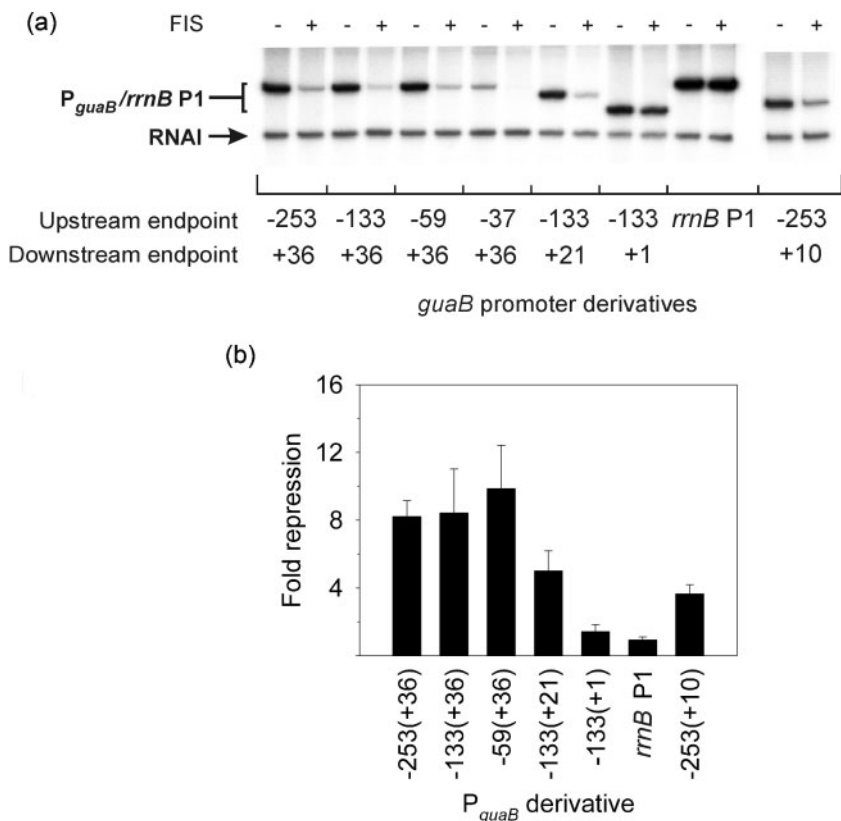 (a)
FIS - + - + - + - + - + - + - + - +
PguaB/rrnB P1
RNAI
Upstream endpoint -253 -133 -59 -37 -133 -133 rrnB P1 -253
Downstream endpoint +36 +36 +36 +36 +21 +1 +10
guaB promoter derivatives
(b)
16
12
8
4
Fold repression
-253(+36) -133(+36) -59(+36) -133(+21) -133(+1) rrnB P1 -253(+10)
PguaB derivative